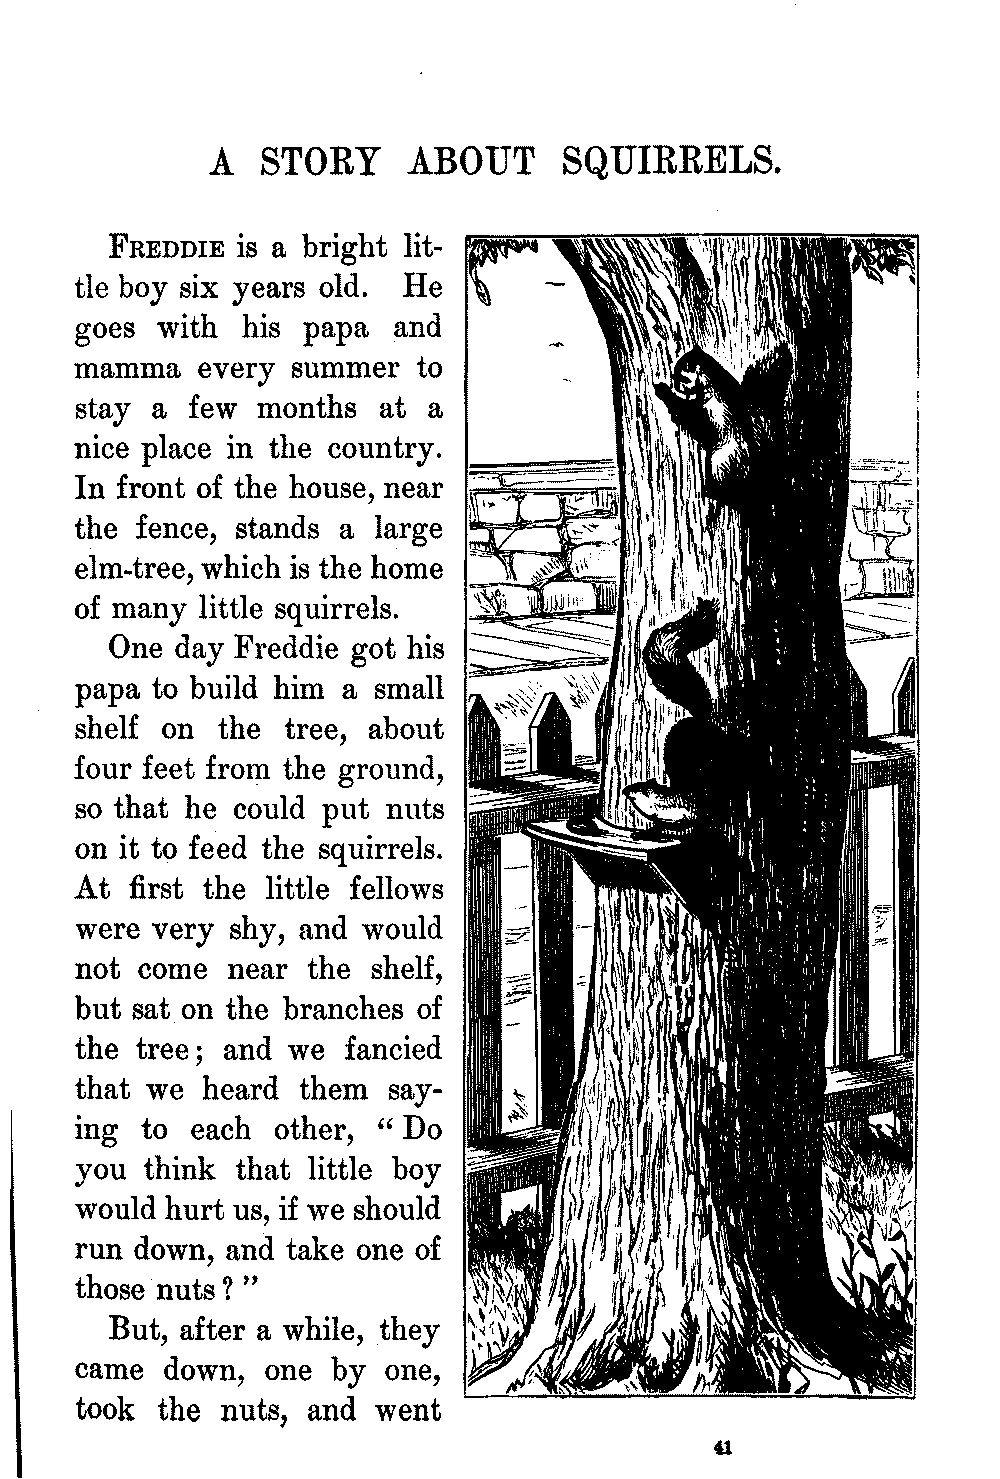 A STORY ABOUT SQUIRRELS.
FREDDIE is a bright lit-
tle boy six years old. He
goes with his papa and
mamma every summer to
stay a few months at a
nice place in the country.
In front of the house, near
the fence, stands a large
elm-tree, which is the home
of many little squirrels.
One day Freddie got his
papa to build him a small
shelf on the tree, about
four feet from the ground,
so that he could put nuts
on it to feed the squirrels.
At first the little fellows
were very shy, and would
not come near the shelf,
but sat on the branches of
the tree; and we fancied
that we heard them say-
ing to each other, “Do
you think that little boy
would hurt us, if we should
run down, and take one of
those nuts?”
But, after a while, they
came down, one by one,
took the nuts, and went
41